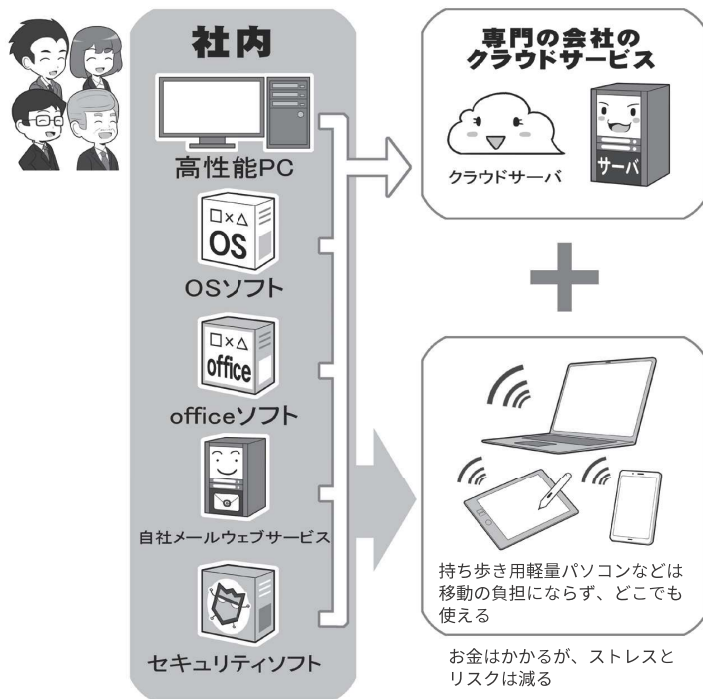 社内
高性能PC
□×△
OS
OSソフト
□×△
office
officeソフト
自社メールウェブサービス
セキュリティソフト
専門の会社の
クラウドサービス
クラウドサーバ
サーバ
持ち歩き用軽量パソコンなどは
移動の負担にならず、どこでも
使える
お金はかかるが、ストレスと
リスクは減る